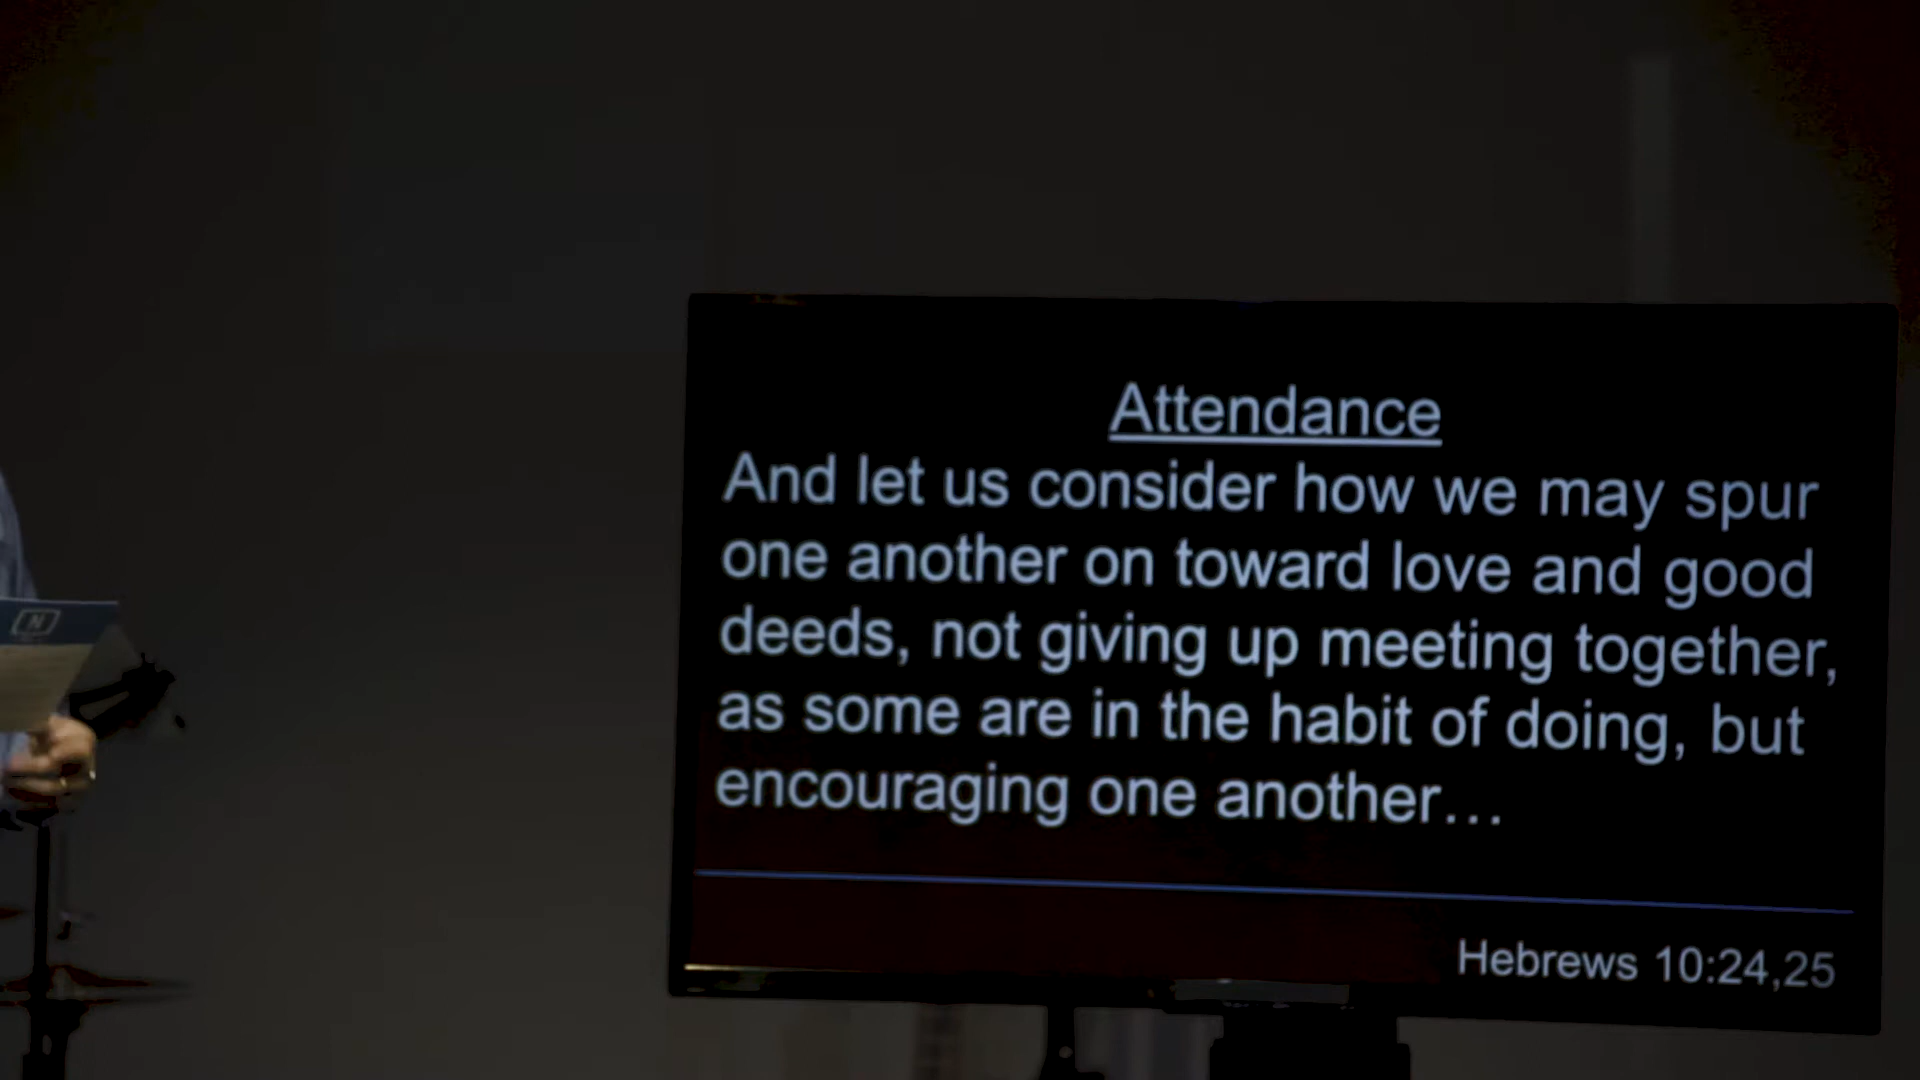 Attendance
And let us consider how we may spur
one another on toward love and good
deeds, not giving up meeting together,
as some are in the habit of doing, but
encouraging one another…
Hebrews 10:24,25
N